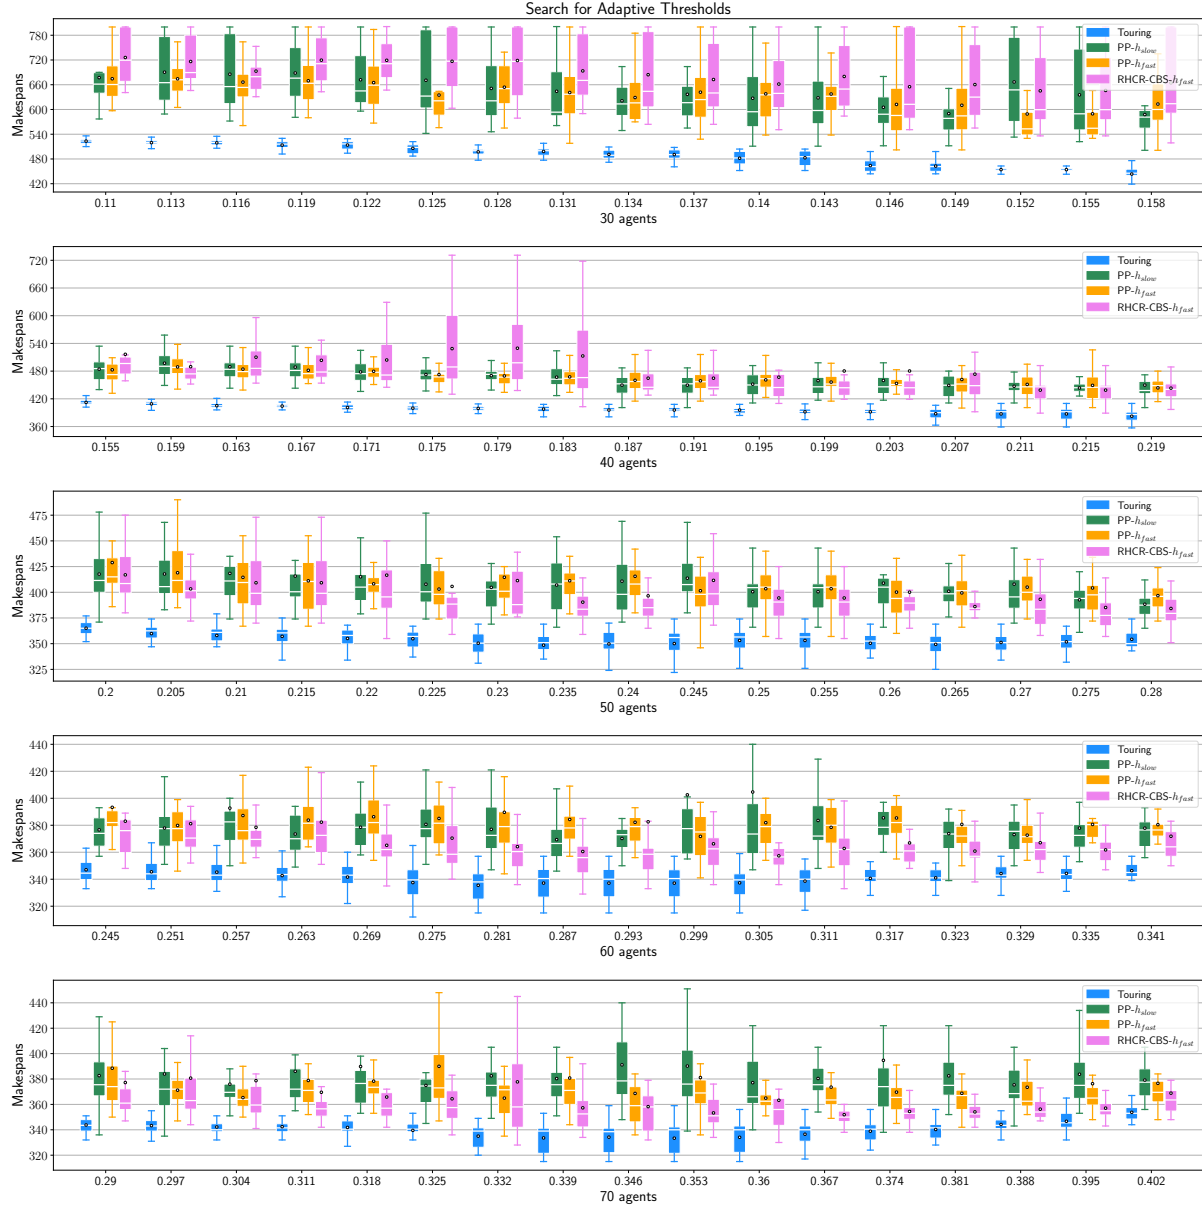 Search for Adaptive Thresholds
Makespans
780
720
660
600
540
480
420
Touring
PP-h_slow
PP-h_fast
RHCR-CBS-h_fast
0.11 0.113 0.116 0.119 0.122 0.125 0.128 0.131 0.134 0.137 0.14 0.143 0.146 0.149 0.152 0.155 0.158
30 agents
Makespans
720
660
600
540
480
420
360
Touring
PP-h_slow
PP-h_fast
RHCR-CBS-h_fast
0.155 0.159 0.163 0.167 0.171 0.175 0.179 0.183 0.187 0.191 0.195 0.199 0.203 0.207 0.211 0.215 0.219
40 agents
Makespans
475
450
425
400
375
350
325
Touring
PP-h_slow
PP-h_fast
RHCR-CBS-h_fast
0.2 0.205 0.21 0.215 0.22 0.225 0.23 0.235 0.24 0.245 0.25 0.255 0.26 0.265 0.27 0.275 0.28
50 agents
Makespans
440
420
400
380
360
340
320
Touring
PP-h_slow
PP-h_fast
RHCR-CBS-h_fast
0.245 0.251 0.257 0.263 0.269 0.275 0.281 0.287 0.293 0.299 0.305 0.311 0.317 0.323 0.329 0.335 0.341
60 agents
Makespans
440
420
400
380
360
340
320
Touring
PP-h_slow
PP-h_fast
RHCR-CBS-h_fast
0.29 0.297 0.304 0.311 0.318 0.325 0.332 0.339 0.346 0.353 0.36 0.367 0.374 0.381 0.388 0.395 0.402
70 agents